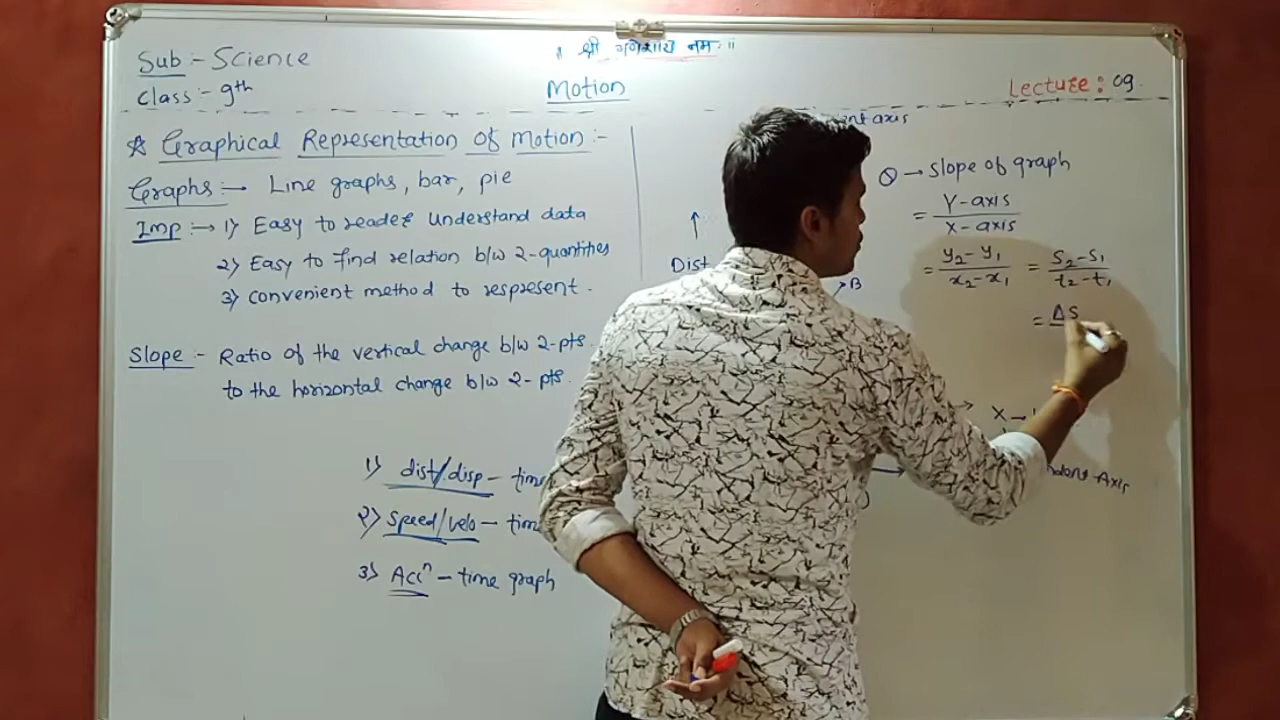 ॥ श्री गणेशाय नमः ॥
Sub :- Science
Class :- 9th
Motion
Lecture : 09
☆ Graphical Representation of Motion :-
Graphs :→ Line graphs, bar, pie
Imp :→ 1) Easy to read & understand data
2) Easy to find relation b/w 2-quantities
3) convenient method to respresent .
Slope :- Ratio of the vertical change b/w 2-pts.
to the horizontal change b/w 2-pts.
1) dist/disp - time
2) Speed/velo - time
3) Accⁿ - time graph
axis
Dist
B
→ slope of graph
= Y-axis / X-axis
= y₂-y₁ / x₂-x₁ = s₂-s₁ / t₂-t₁
= ΔS
X →
Axis